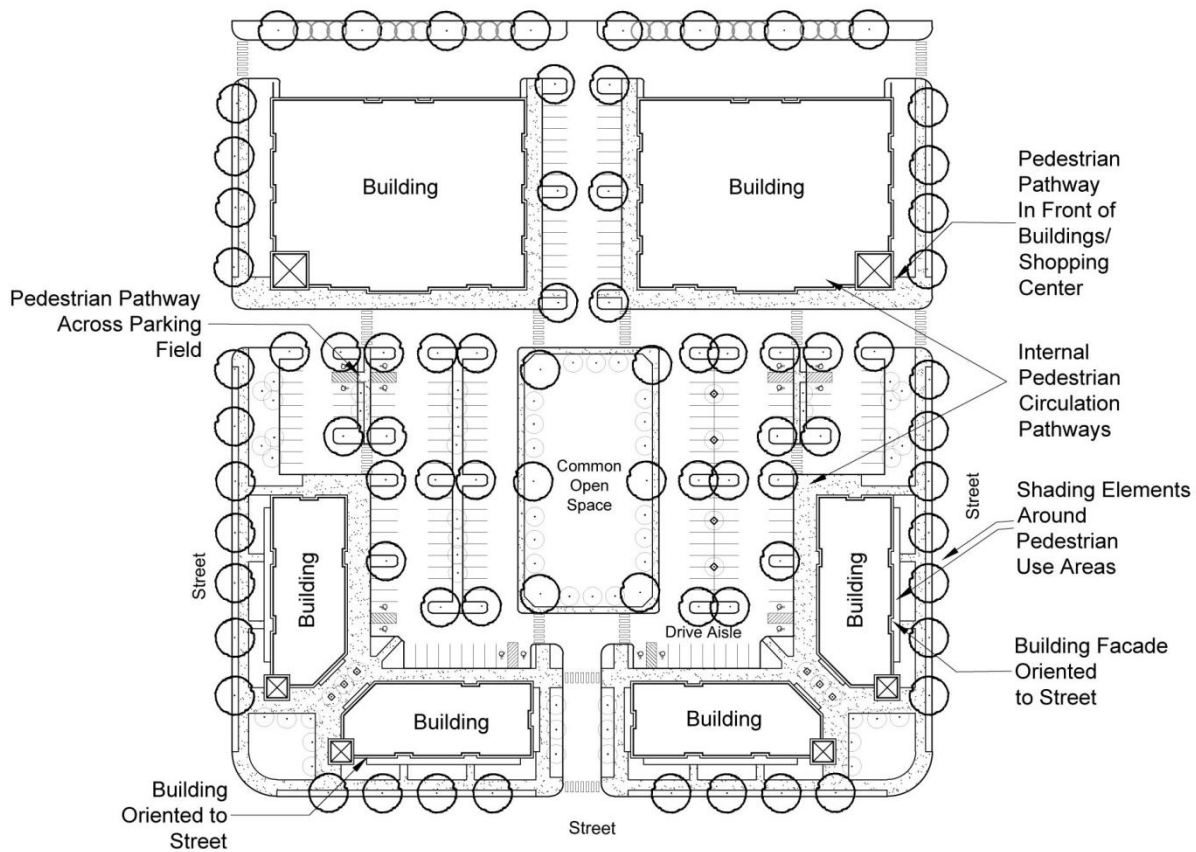 Building
Building
Pedestrian
Pathway
In Front of
Buildings/
Shopping
Center
Pedestrian Pathway
Across Parking
Field
Internal
Pedestrian
Circulation
Pathways
Common
Open
Space
Street
Shading Elements
Around
Pedestrian
Use Areas
Street
Building
Building
Drive Aisle
Building Facade
Oriented
to Street
Building
Building
Building
Oriented to
Street
Street